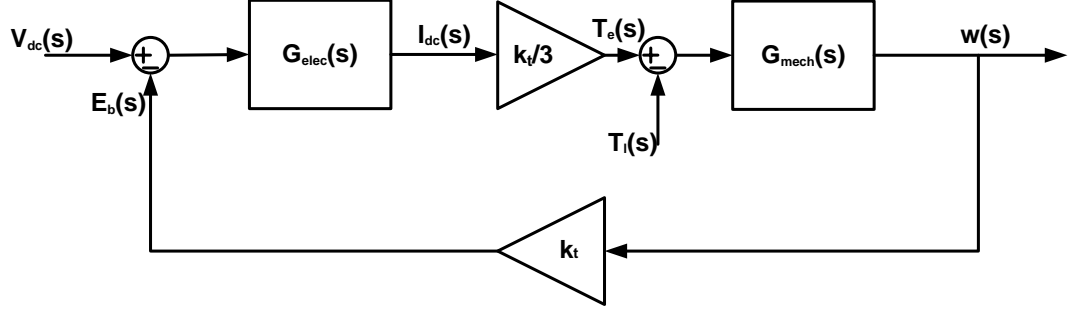 V_dc(s)
+
−
G_elec(s)
I_dc(s)
k_t/3
T_e(s)
+
−
G_mech(s)
w(s)
E_b(s)
T_l(s)
k_t